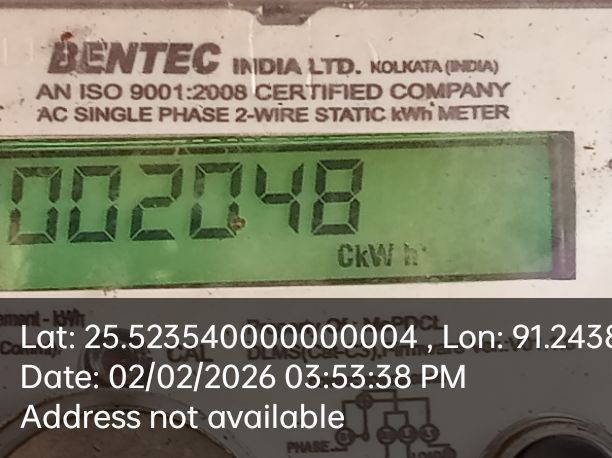 BENTEC INDIA LTD. KOLKATA (INDIA)
AN ISO 9001:2008 CERTIFIED COMPANY
AC SINGLE PHASE 2-WIRE STATIC kWh METER
002048
CkW h
Lat: 25.523540000000004 , Lon: 91.2438
Date: 02/02/2026 03:53:38 PM
Address not available
CAL
PHASE